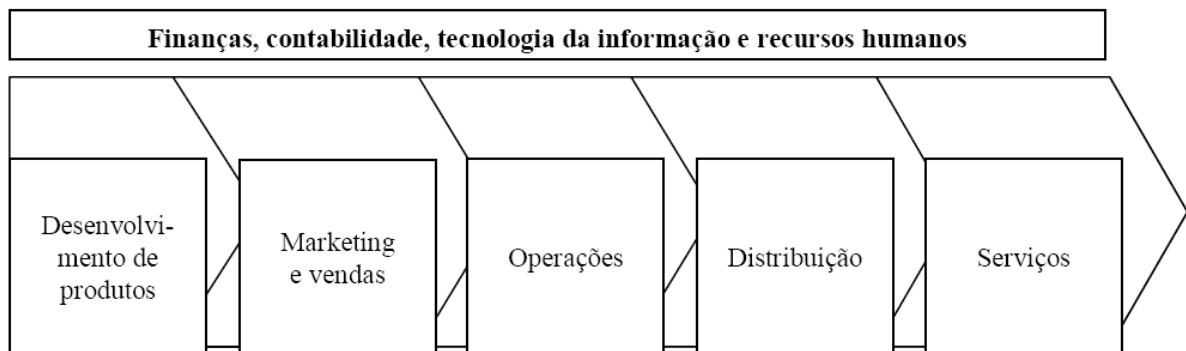 Finanças, contabilidade, tecnologia da informação e recursos humanos
Desenvolvi-
mento de
produtos
Marketing
e vendas
Operações
Distribuição
Serviços